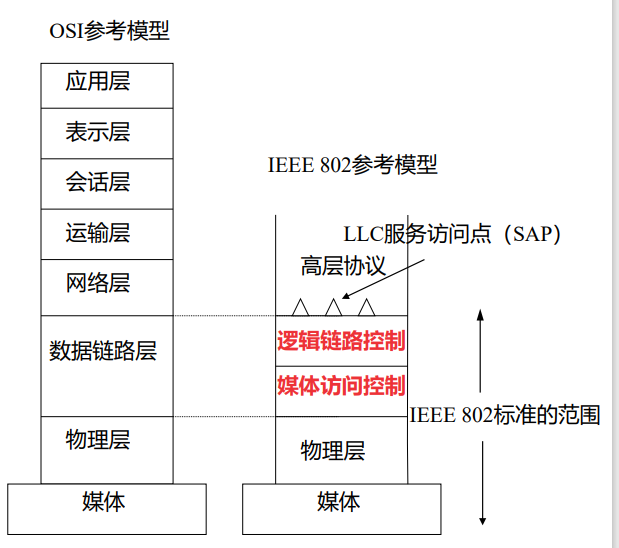 OSI参考模型
应用层
表示层
会话层
运输层
网络层
数据链路层
物理层
媒体
IEEE 802参考模型
LLC服务访问点（SAP）
高层协议
逻辑链路控制
媒体访问控制
IEEE 802标准的范围
物理层
媒体